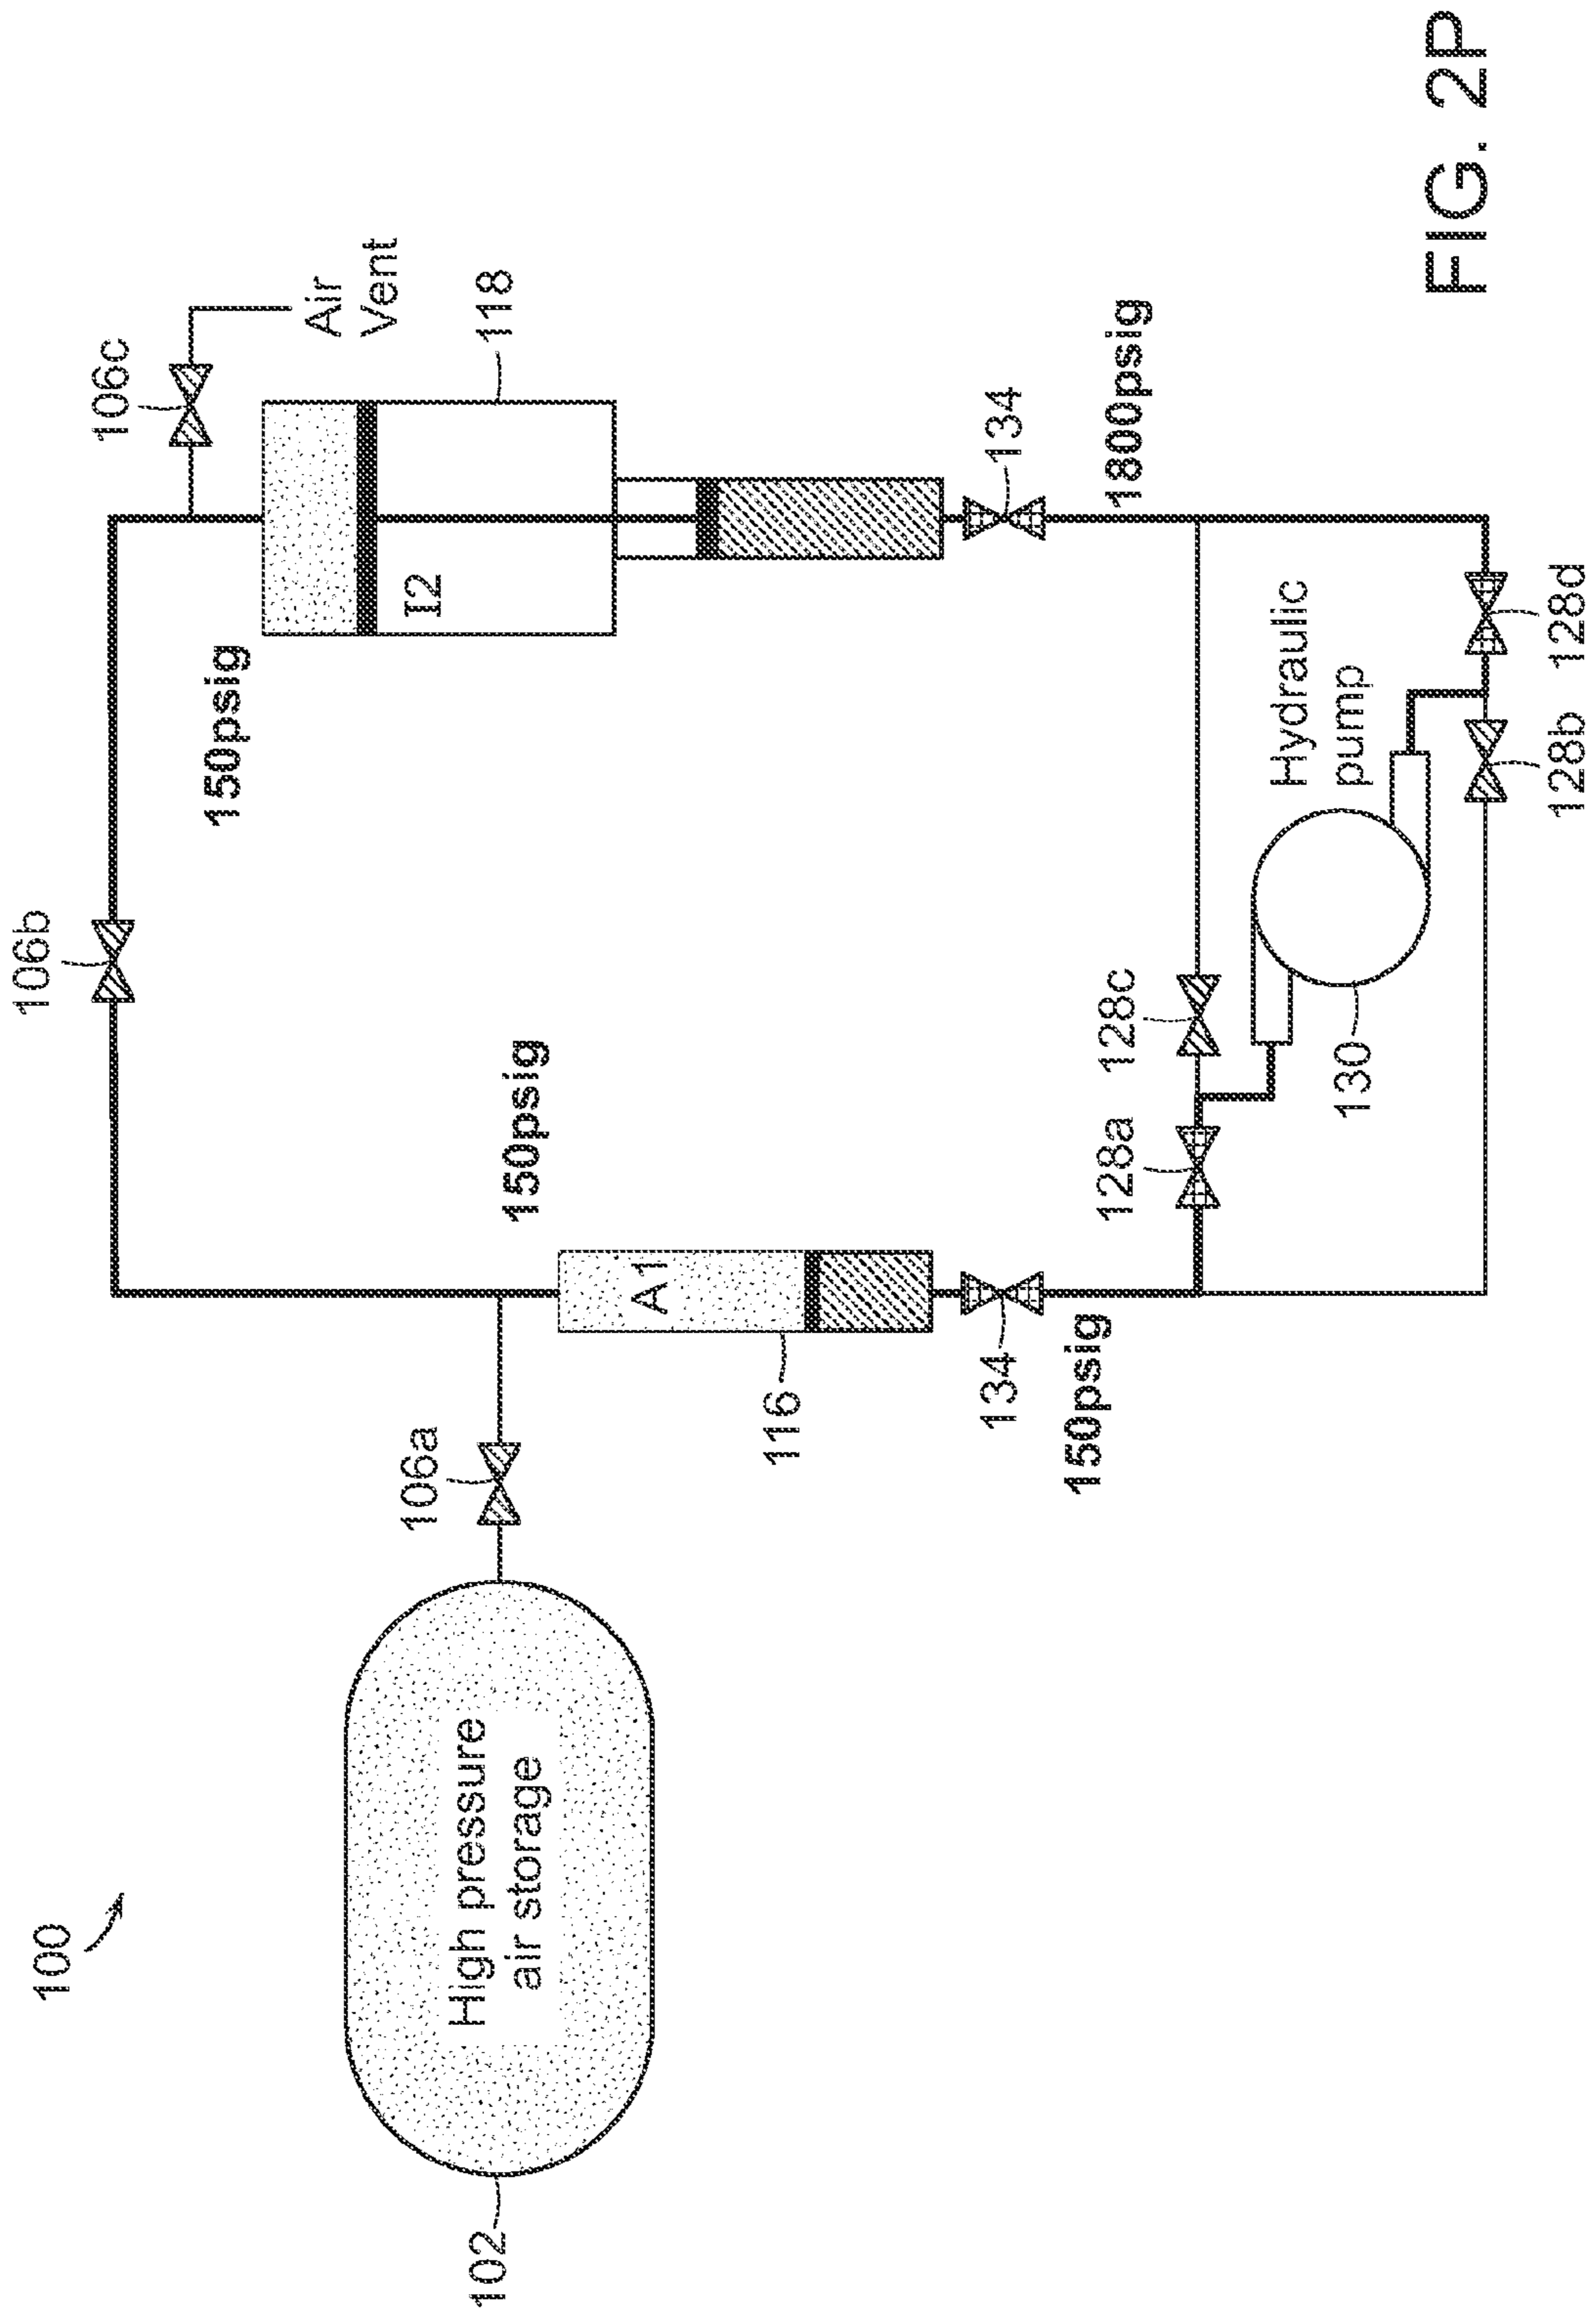 100
102
High pressure
air storage
106a
116
A1
150psig
134
150psig
106b
150psig
I2
118
106c
Air
Vent
134
1800psig
128a
128c
130
Hydraulic
pump
128b
128d
FIG. 2P